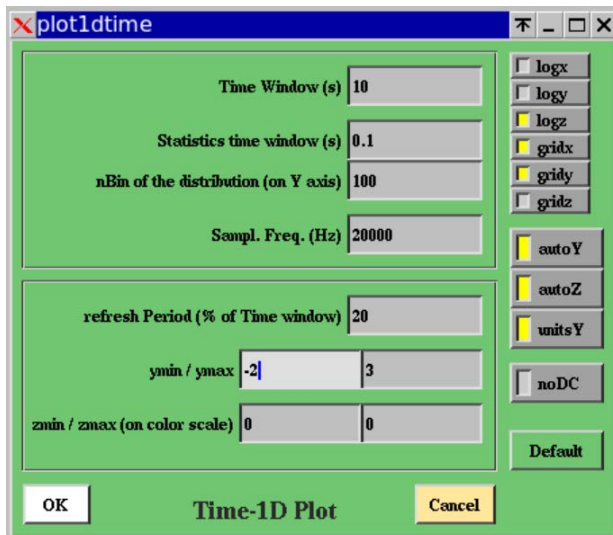 plot1dtime
Time Window (s) 10
Statistics time window (s) 0.1
nBin of the distribution (on Y axis) 100
Sampl. Freq. (Hz) 20000
refresh Period (% of Time window) 20
ymin / ymax -2 3
zmin / zmax (on color scale) 0 0
logx
logy
logz
gridx
gridy
gridz
autoY
autoZ
unitsY
noDC
Default
OK
Time-1D Plot
Cancel